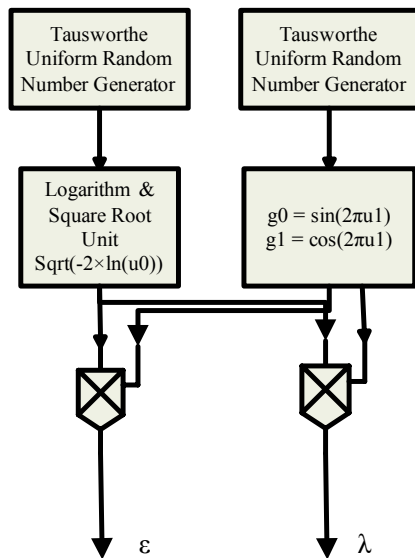 Tausworthe
Uniform Random
Number Generator
Tausworthe
Uniform Random
Number Generator
Logarithm &
Square Root
Unit
Sqrt(-2×ln(u0))
g0 = sin(2πu1)
g1 = cos(2πu1)
ε
λ